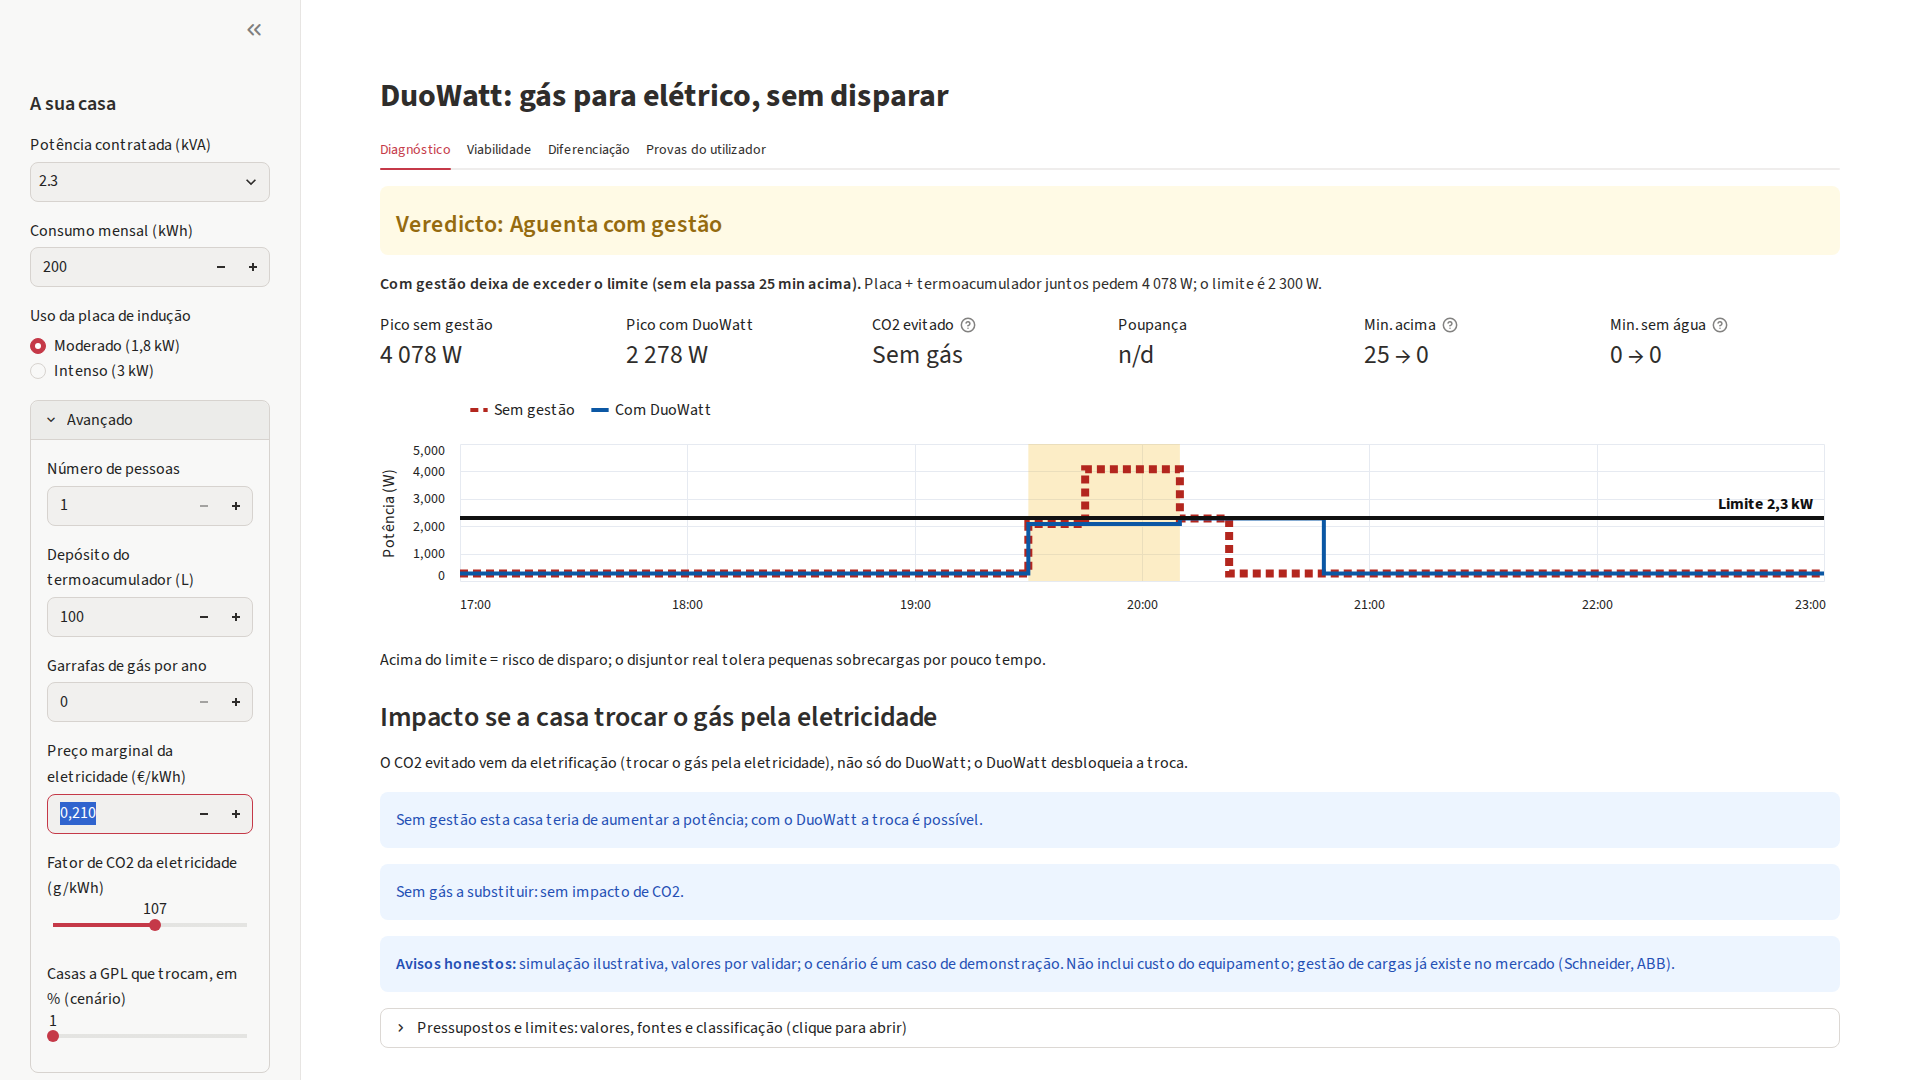 A sua casa
Potência contratada (kVA)
2.3
Consumo mensal (kWh)
200
Uso da placa de indução
Moderado (1,8 kW)
Intenso (3 kW)
Avançado
Número de pessoas
1
Depósito do
termoacumulador (L)
100
Garrafas de gás por ano
0
Preço marginal da
eletricidade (€/kWh)
0,210
Fator de CO2 da eletricidade
(g/kWh)
107
Casas a GPL que trocam, em
% (cenário)
1
DuoWatt: gás para elétrico, sem disparar
Diagnóstico Viabilidade Diferenciação Provas do utilizador
Veredicto: Aguenta com gestão
Com gestão deixa de exceder o limite (sem ela passa 25 min acima). Placa + termoacumulador juntos pedem 4 078 W; o limite é 2 300 W.
Pico sem gestão Pico com DuoWatt CO2 evitado Poupança Min. acima Min. sem água
4 078 W 2 278 W Sem gás n/d 25 → 0 0 → 0
Sem gestão Com DuoWatt
Potência (W)
5,000
4,000
3,000
2,000
1,000
0
Limite 2,3 kW
17:00 18:00 19:00 20:00 21:00 22:00 23:00
Acima do limite = risco de disparo; o disjuntor real tolera pequenas sobrecargas por pouco tempo.
Impacto se a casa trocar o gás pela eletricidade
O CO2 evitado vem da eletrificação (trocar o gás pela eletricidade), não só do DuoWatt; o DuoWatt desbloqueia a troca.
Sem gestão esta casa teria de aumentar a potência; com o DuoWatt a troca é possível.
Sem gás a substituir: sem impacto de CO2.
Avisos honestos: simulação ilustrativa, valores por validar; o cenário é um caso de demonstração. Não inclui custo do equipamento; gestão de cargas já existe no mercado (Schneider, ABB).
Pressupostos e limites: valores, fontes e classificação (clique para abrir)